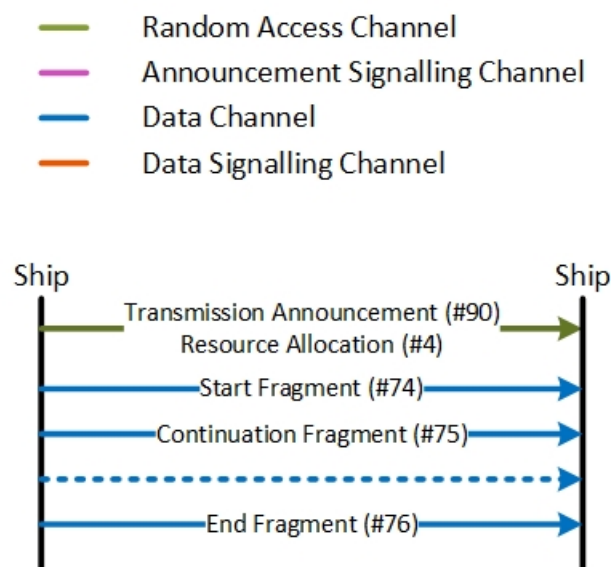 Random Access Channel
Announcement Signalling Channel
Data Channel
Data Signalling Channel
Ship
Ship
Transmission Announcement (#90)
Resource Allocation (#4)
Start Fragment (#74)
Continuation Fragment (#75)
End Fragment (#76)